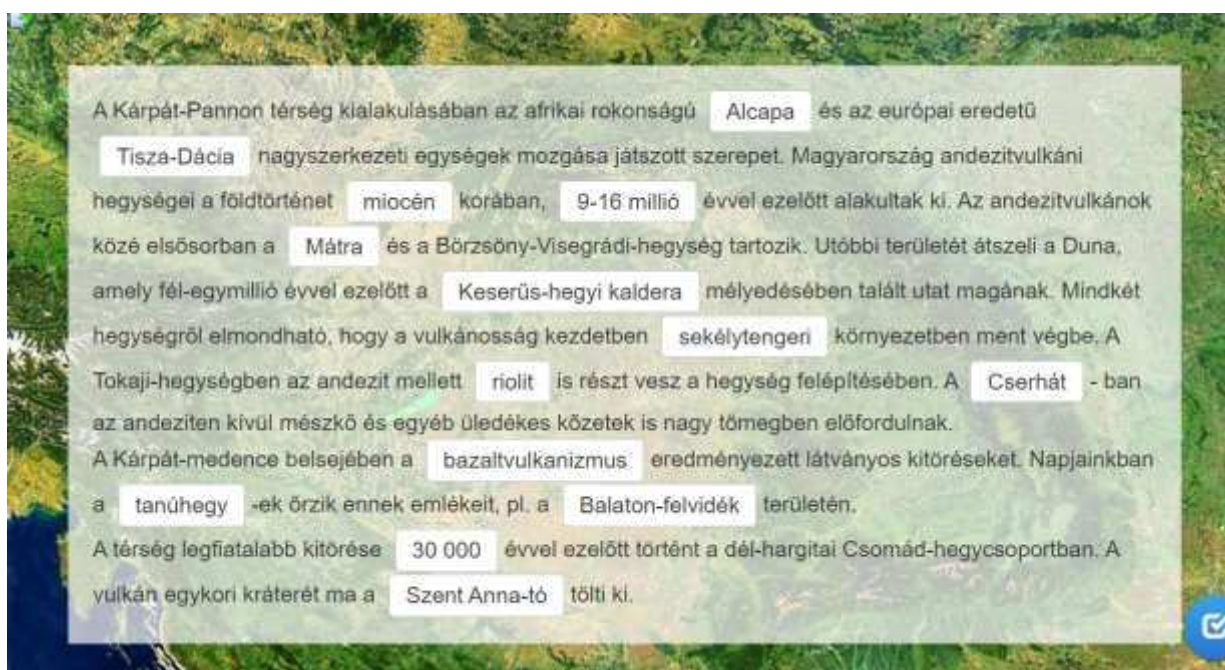 A Kárpát-Pannon térség kialakulásában az afrikai rokonságú Alcapa és az európai eredetű
Tisza-Dácia nagyszerkezeti egységek mozgása játszott szerepet. Magyarország andezitvulkáni
hegységei a földtörténet miocén korában, 9-16 millió évvel ezelőtt alakultak ki. Az andezitvulkánok
közé elsősorban a Mátra és a Börzsöny-Visegrádi-hegység tartozik. Utóbbi területét átszeli a Duna,
amely fél-egymillió évvel ezelőtt a Keserűs-hegyi kaldera mélyedésében talált utat magának. Mindkét
hegységről elmondható, hogy a vulkánosság kezdetben sekélytengeri környezetben ment végbe. A
Tokaji-hegységben az andezit mellett riolit is részt vesz a hegység felépítésében. A Cserhát - ban
az andeziten kívül mészkő és egyéb üledékes kőzetek is nagy tömegben előfordulnak.
A Kárpát-medence belsejében a bazaltvulkanizmus eredményezett látványos kitöréseket. Napjainkban
a tanúhegy -ek őrzik ennek emlékeit, pl. a Balaton-felvidék területén.
A térség legfiatalabb kitörése 30 000 évvel ezelőtt történt a dél-hargitai Csomád-hegycsoportban. A
vulkán egykori kráterét ma a Szent Anna-tó tölti ki.